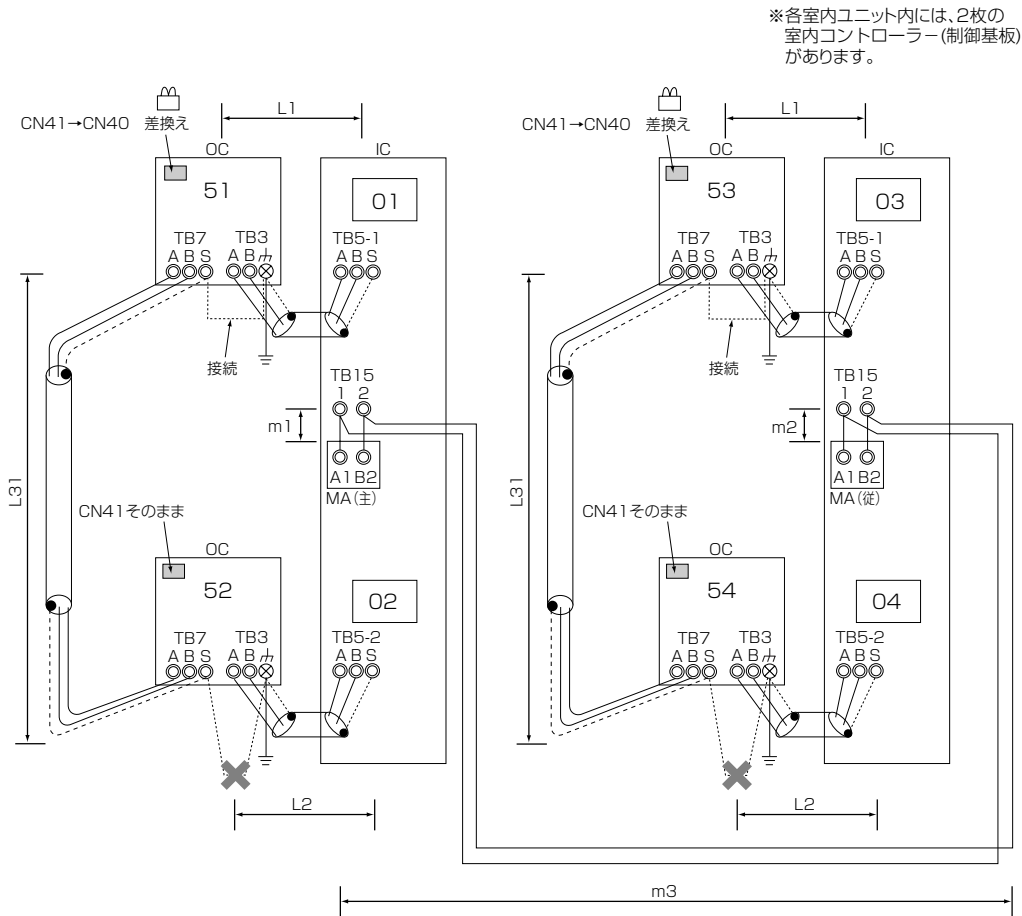 ※各室内ユニット内には、2枚の
室内コントローラー(制御基板)
があります。
CN41→CN40 差換え
L1
OC
IC
51
01
TB7
TB3
TB5-1
A B S
A B
A B S
接続
TB15
1 2
m1
A1 B2
MA(主)
L31
CN41そのまま
OC
52
02
TB7
TB3
TB5-2
A B S
A B
A B S
L2
CN41→CN40 差換え
L1
OC
IC
53
03
TB7
TB3
TB5-1
A B S
A B
A B S
接続
TB15
1 2
m2
A1 B2
MA(従)
L31
CN41そのまま
OC
54
04
TB7
TB3
TB5-2
A B S
A B
A B S
L2
m3